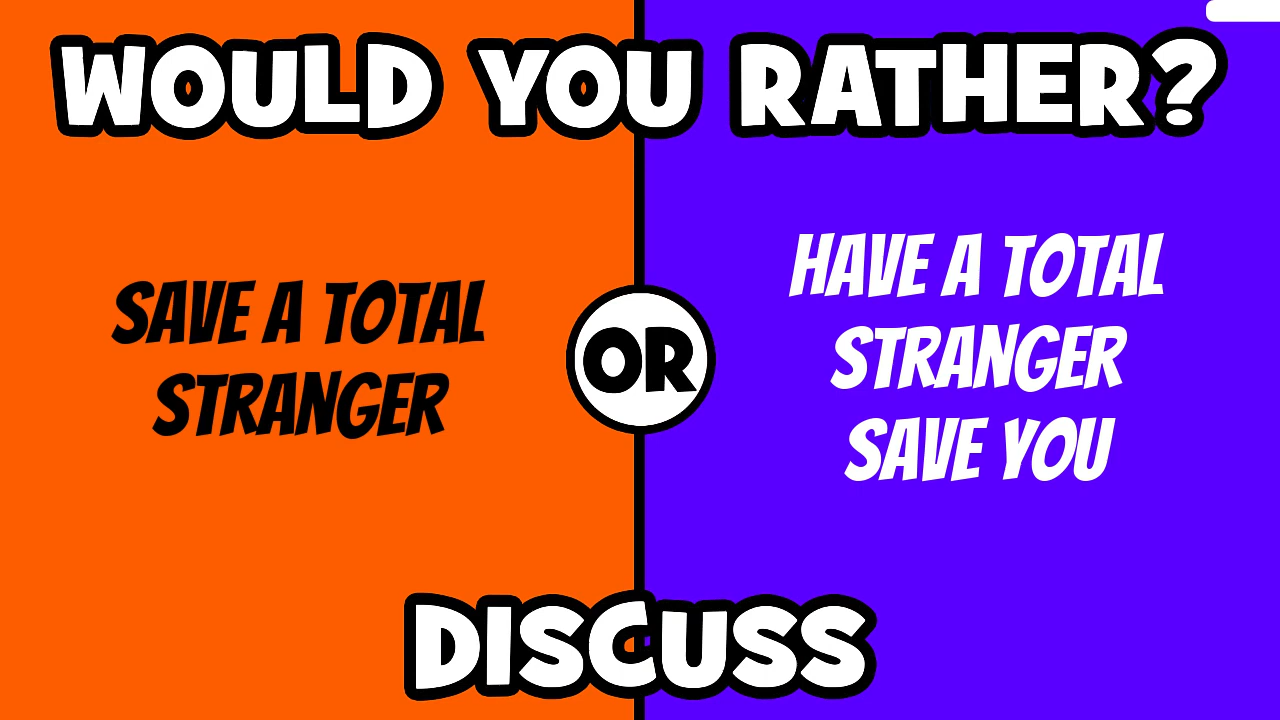 WOULD YOU RATHER?
SAVE A TOTAL
STRANGER
OR
HAVE A TOTAL
STRANGER
SAVE YOU
DISCUSS